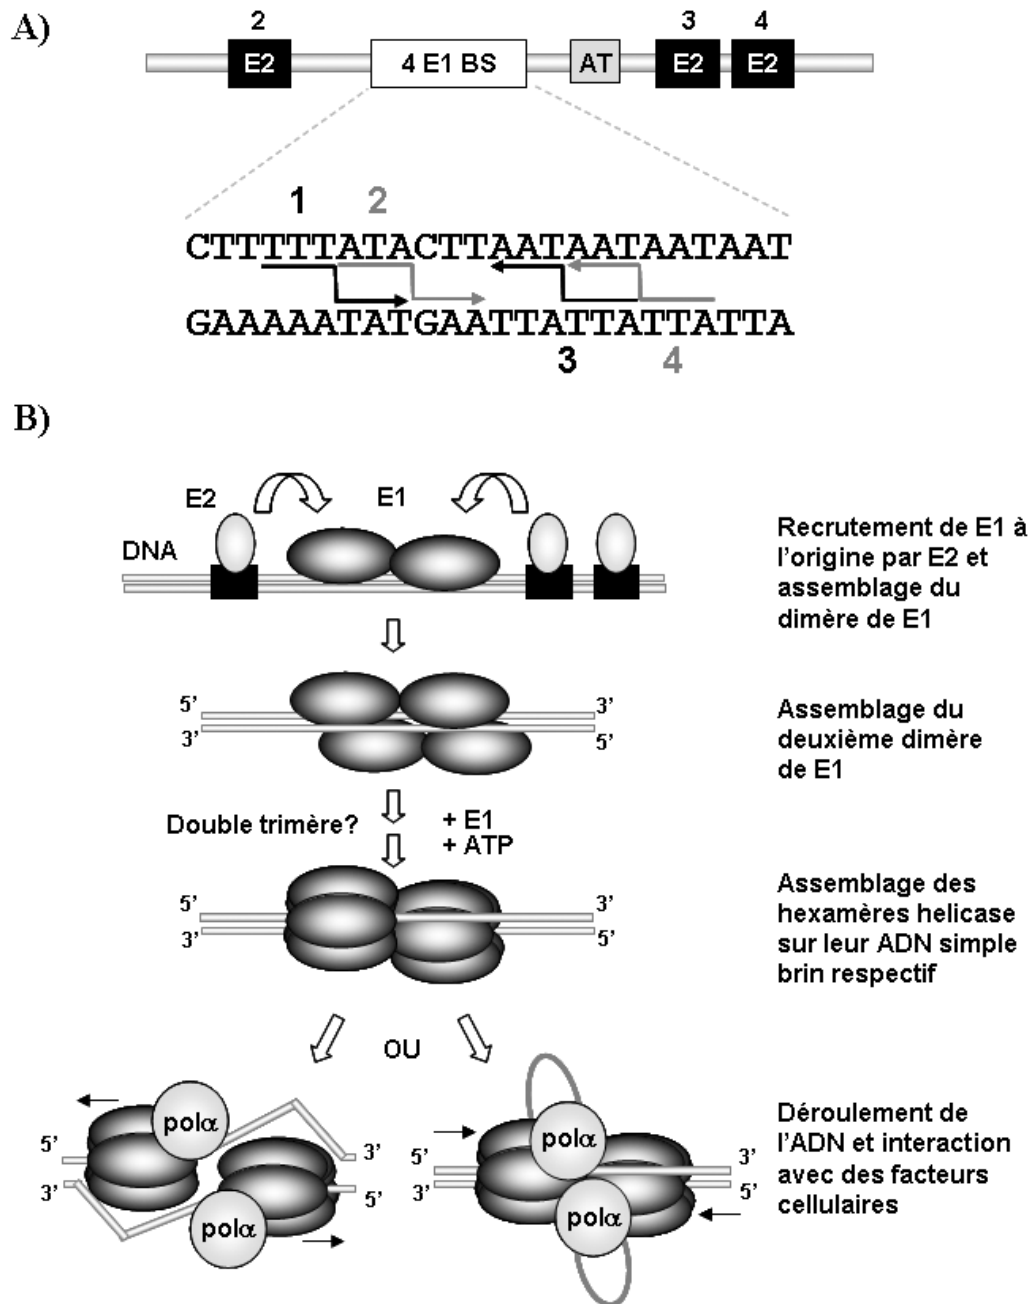 A)
2 3 4
E2 4 E1 BS AT E2 E2
1 2
CTTTTTATACTTAATAATAATAAT
GAAAAATATGAATTATTATTATTA
3 4
B)
E2 E1
DNA
Recrutement de E1 à
l'origine par E2 et
assemblage du
dimère de E1
5' 3'
3' 5'
Assemblage du
deuxième dimère
de E1
Double trimère?
+ E1
+ ATP
5' 3'
3' 5'
Assemblage des
hexamères helicase
sur leur ADN simple
brin respectif
OU
polα
5' 3'
3' 5'
polα
polα
5' 3'
3' 5'
polα
Déroulement de
l'ADN et interaction
avec des facteurs
cellulaires